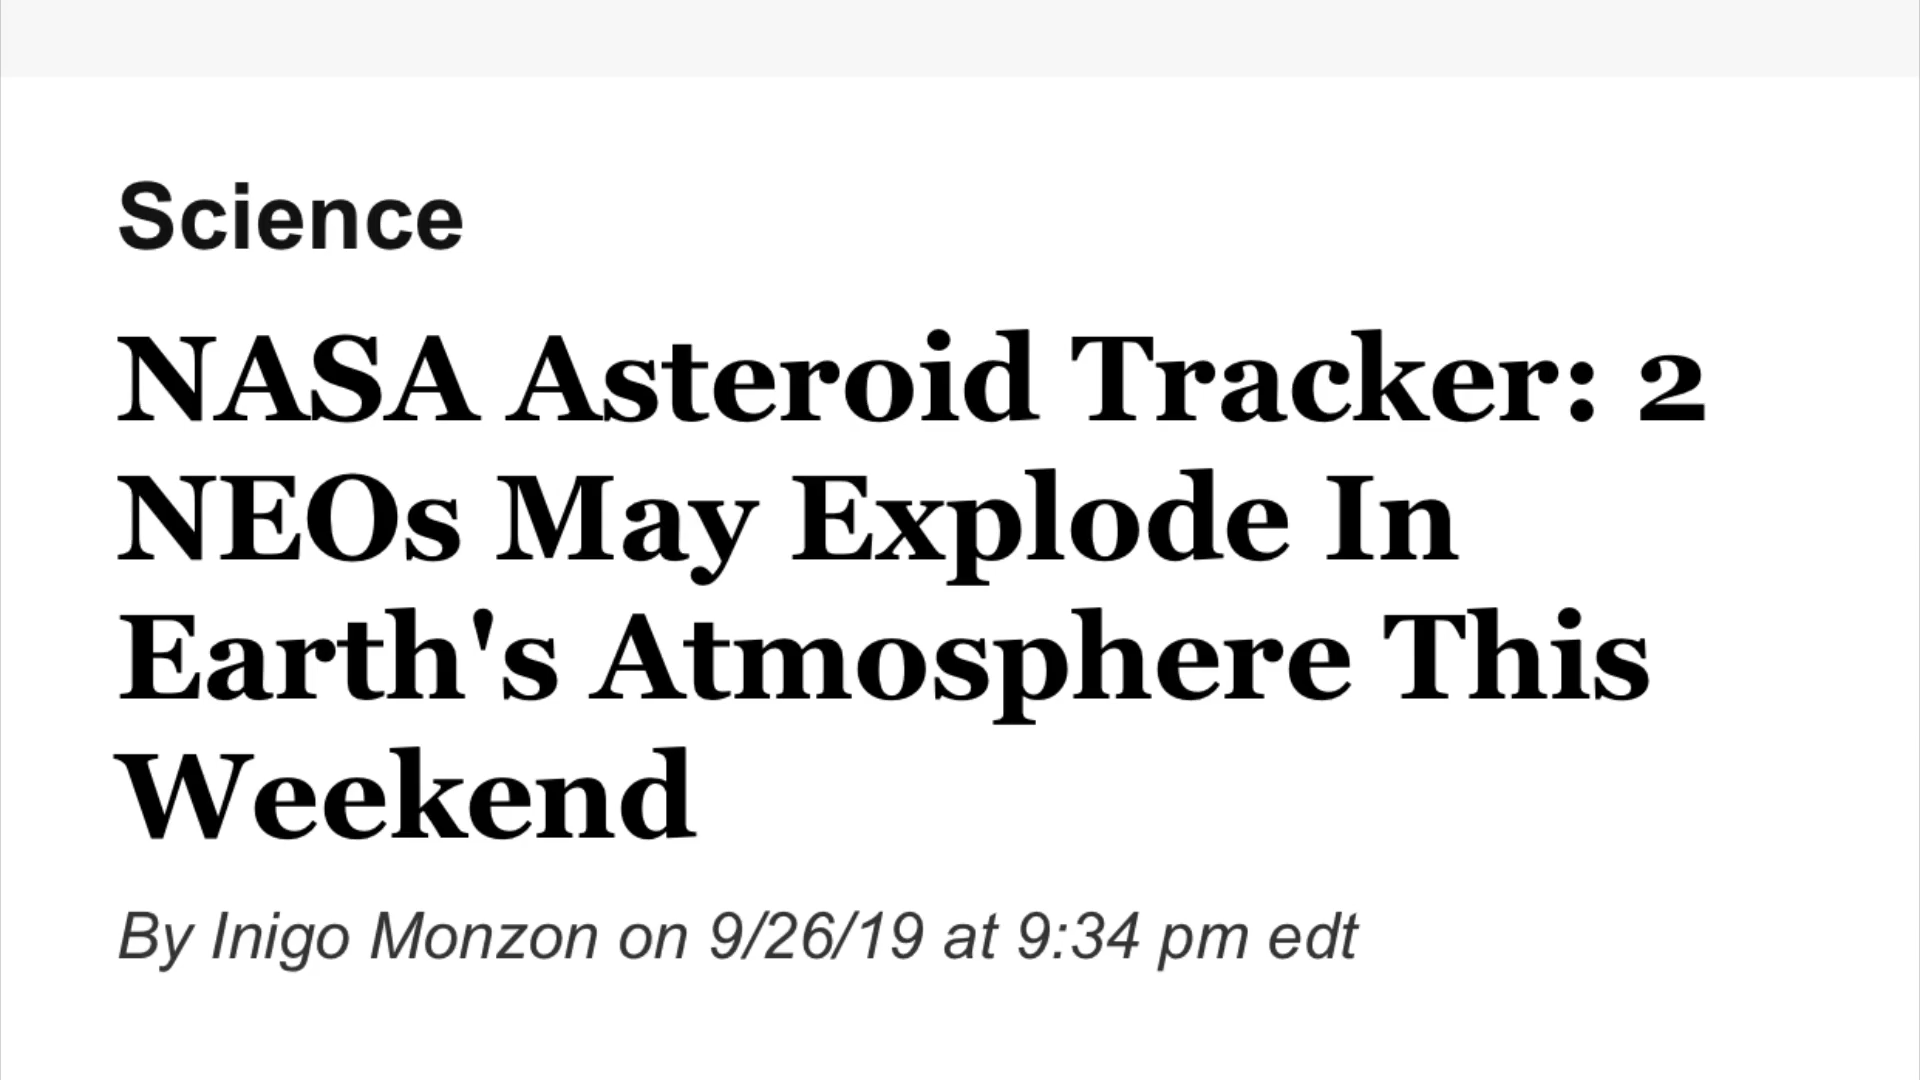 Science
NASA Asteroid Tracker: 2
NEOs May Explode In
Earth's Atmosphere This
Weekend
By Inigo Monzon on 9/26/19 at 9:34 pm edt